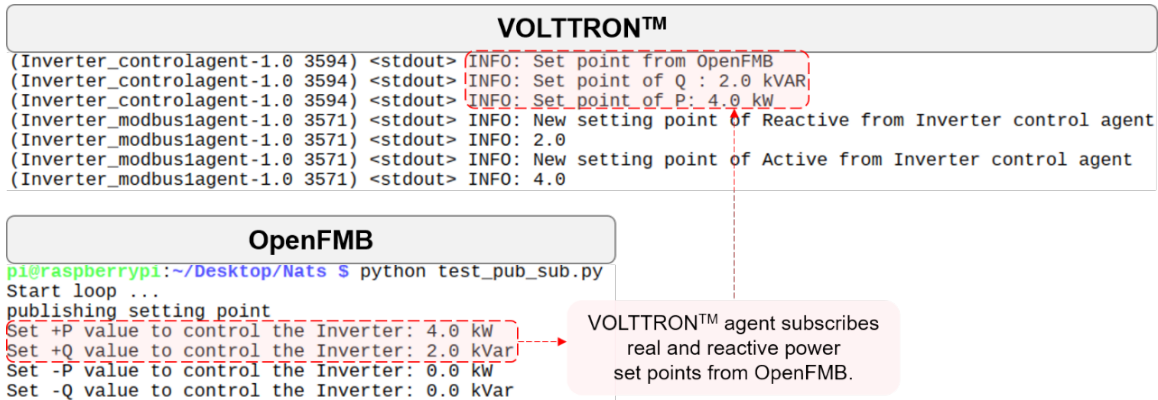 VOLTTRON™
(Inverter_controlagent-1.0 3594) <stdout> INFO: Set point from OpenFMB
(Inverter_controlagent-1.0 3594) <stdout> INFO: Set point of Q : 2.0 kVAR
(Inverter_controlagent-1.0 3594) <stdout> INFO: Set point of P: 4.0 kW
(Inverter_modbus1agent-1.0 3571) <stdout> INFO: New setting point of Reactive from Inverter control agent
(Inverter_modbus1agent-1.0 3571) <stdout> INFO: 2.0
(Inverter_modbus1agent-1.0 3571) <stdout> INFO: New setting point of Active from Inverter control agent
(Inverter_modbus1agent-1.0 3571) <stdout> INFO: 4.0
OpenFMB
pi@raspberrypi:~/Desktop/Nats $ python test_pub_sub.py
Start loop ...
publishing setting point
Set +P value to control the Inverter: 4.0 kW
Set +Q value to control the Inverter: 2.0 kVar
Set -P value to control the Inverter: 0.0 kW
Set -Q value to control the Inverter: 0.0 kVar
VOLTTRON™ agent subscribes
real and reactive power
set points from OpenFMB.